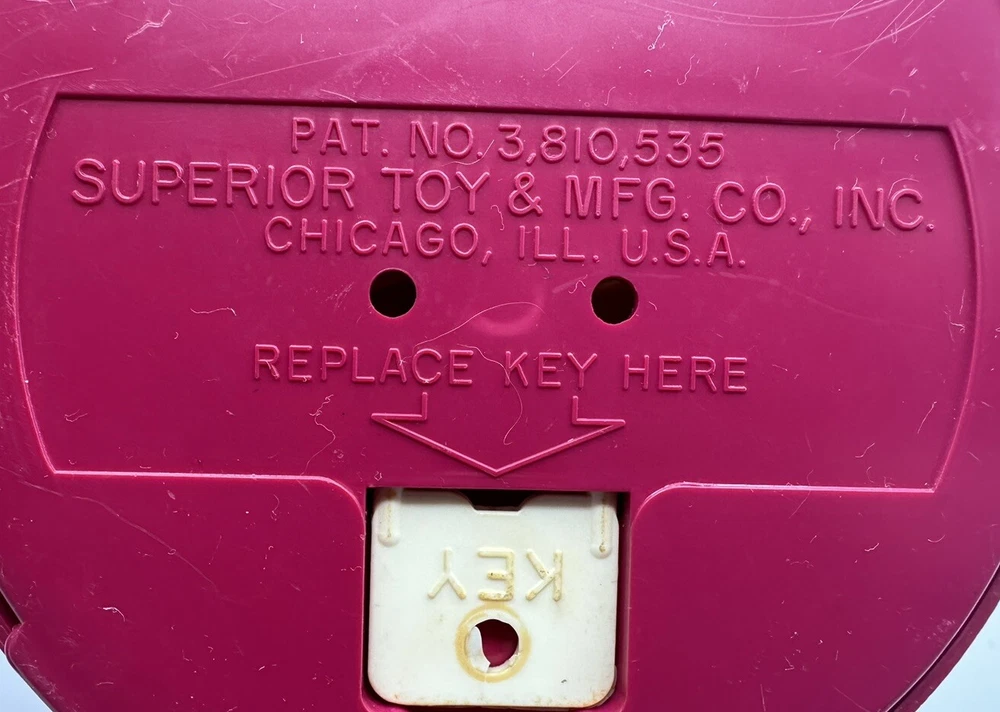 PAT. NO. 3,810,535
SUPERIOR TOY & MFG. CO., INC.
CHICAGO, ILL. U.S.A.
REPLACE KEY HERE
KEY